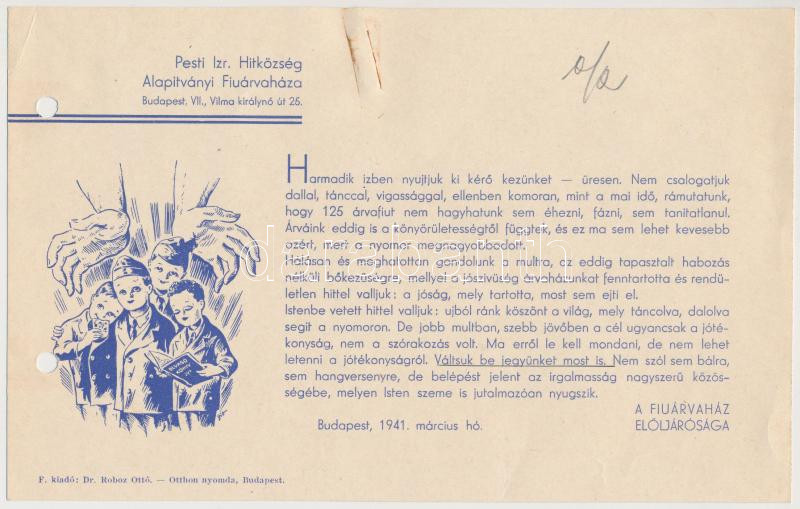 Pesti Izr. Hitközség
Alapitványi Fiuárvaháza
Budapest, VII., Vilma királynő út 25.
Harmadik izben nyujtjuk ki kérő kezünket — üresen. Nem csalogatjuk
dallal, tánccal, vigassággal, ellenben komoran, mint a mai idő, rámutatunk,
hogy 125 árvafiut nem hagyhatunk sem éhezni, fázni, sem tanitatlanul.
Árváink eddig is a könyörületességtől függtek, és ez ma sem lehet kevesebb
azért, mert a nyomor megnagyobbodott.
Hálásan és meghatottan gondolunk a multra, az eddig tapasztalt habozás
nélküli bőkezüségre, mellyel a jószivüség árvaházunkat fenntartotta és rendü-
letlen hittel valljuk: a jóság, mely tartotta, most sem ejti el.
Istenbe vetett hittel valljuk: ujból ránk köszönt a világ, mely táncolva, dalolva
segit a nyomoron. De jobb multban, szebb jövőben a cél ugyancsak a jóté-
konyság, nem a szórakozás volt. Ma erről le kell mondani, de nem lehet
letenni a jótékonyságról. Váltsuk be jegyünket most is. Nem szól sem bálra,
sem hangversenyre, de belépést jelent az irgalmasság nagyszerű közös-
ségébe, melyen Isten szeme is jutalmazóan nyugszik.
A FIUÁRVAHÁZ
Budapest, 1941. március hó.
ELÖLJÁRÓSÁGA
F. kiadó: Dr. Roboz Ottó. — Otthon nyomda, Budapest.
darabanth